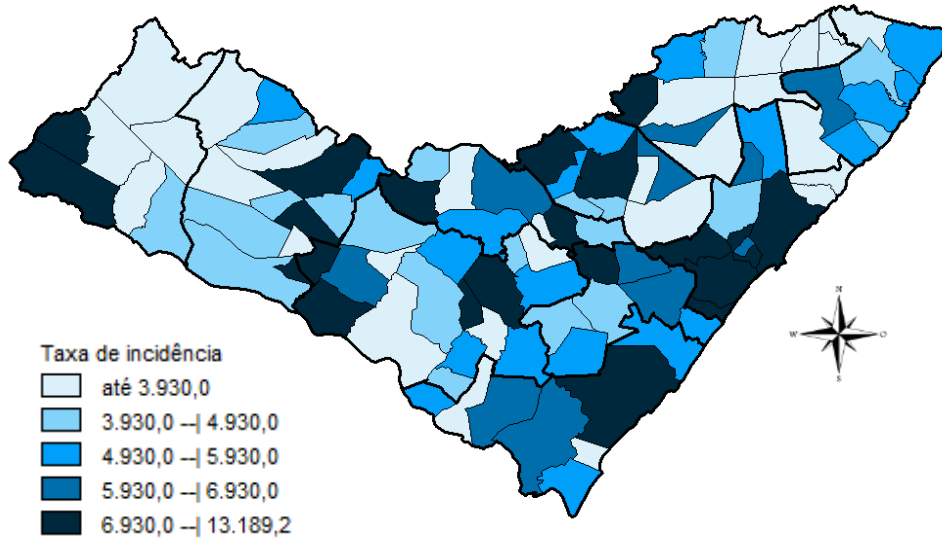 Taxa de incidência
até 3.930,0
3.930,0 --| 4.930,0
4.930,0 --| 5.930,0
5.930,0 --| 6.930,0
6.930,0 --| 13.189,2
N
W O
S